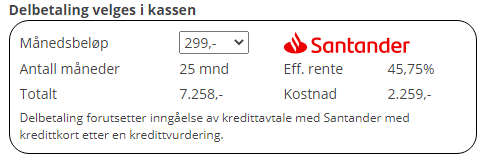 Delbetaling velges i kassen
Månedsbeløp 299,- Santander
Antall måneder 25 mnd Eff. rente 45,75%
Totalt 7.258,- Kostnad 2.259,-
Delbetaling forutsetter inngåelse av kredittavtale med Santander med
kredittkort etter en kredittvurdering.